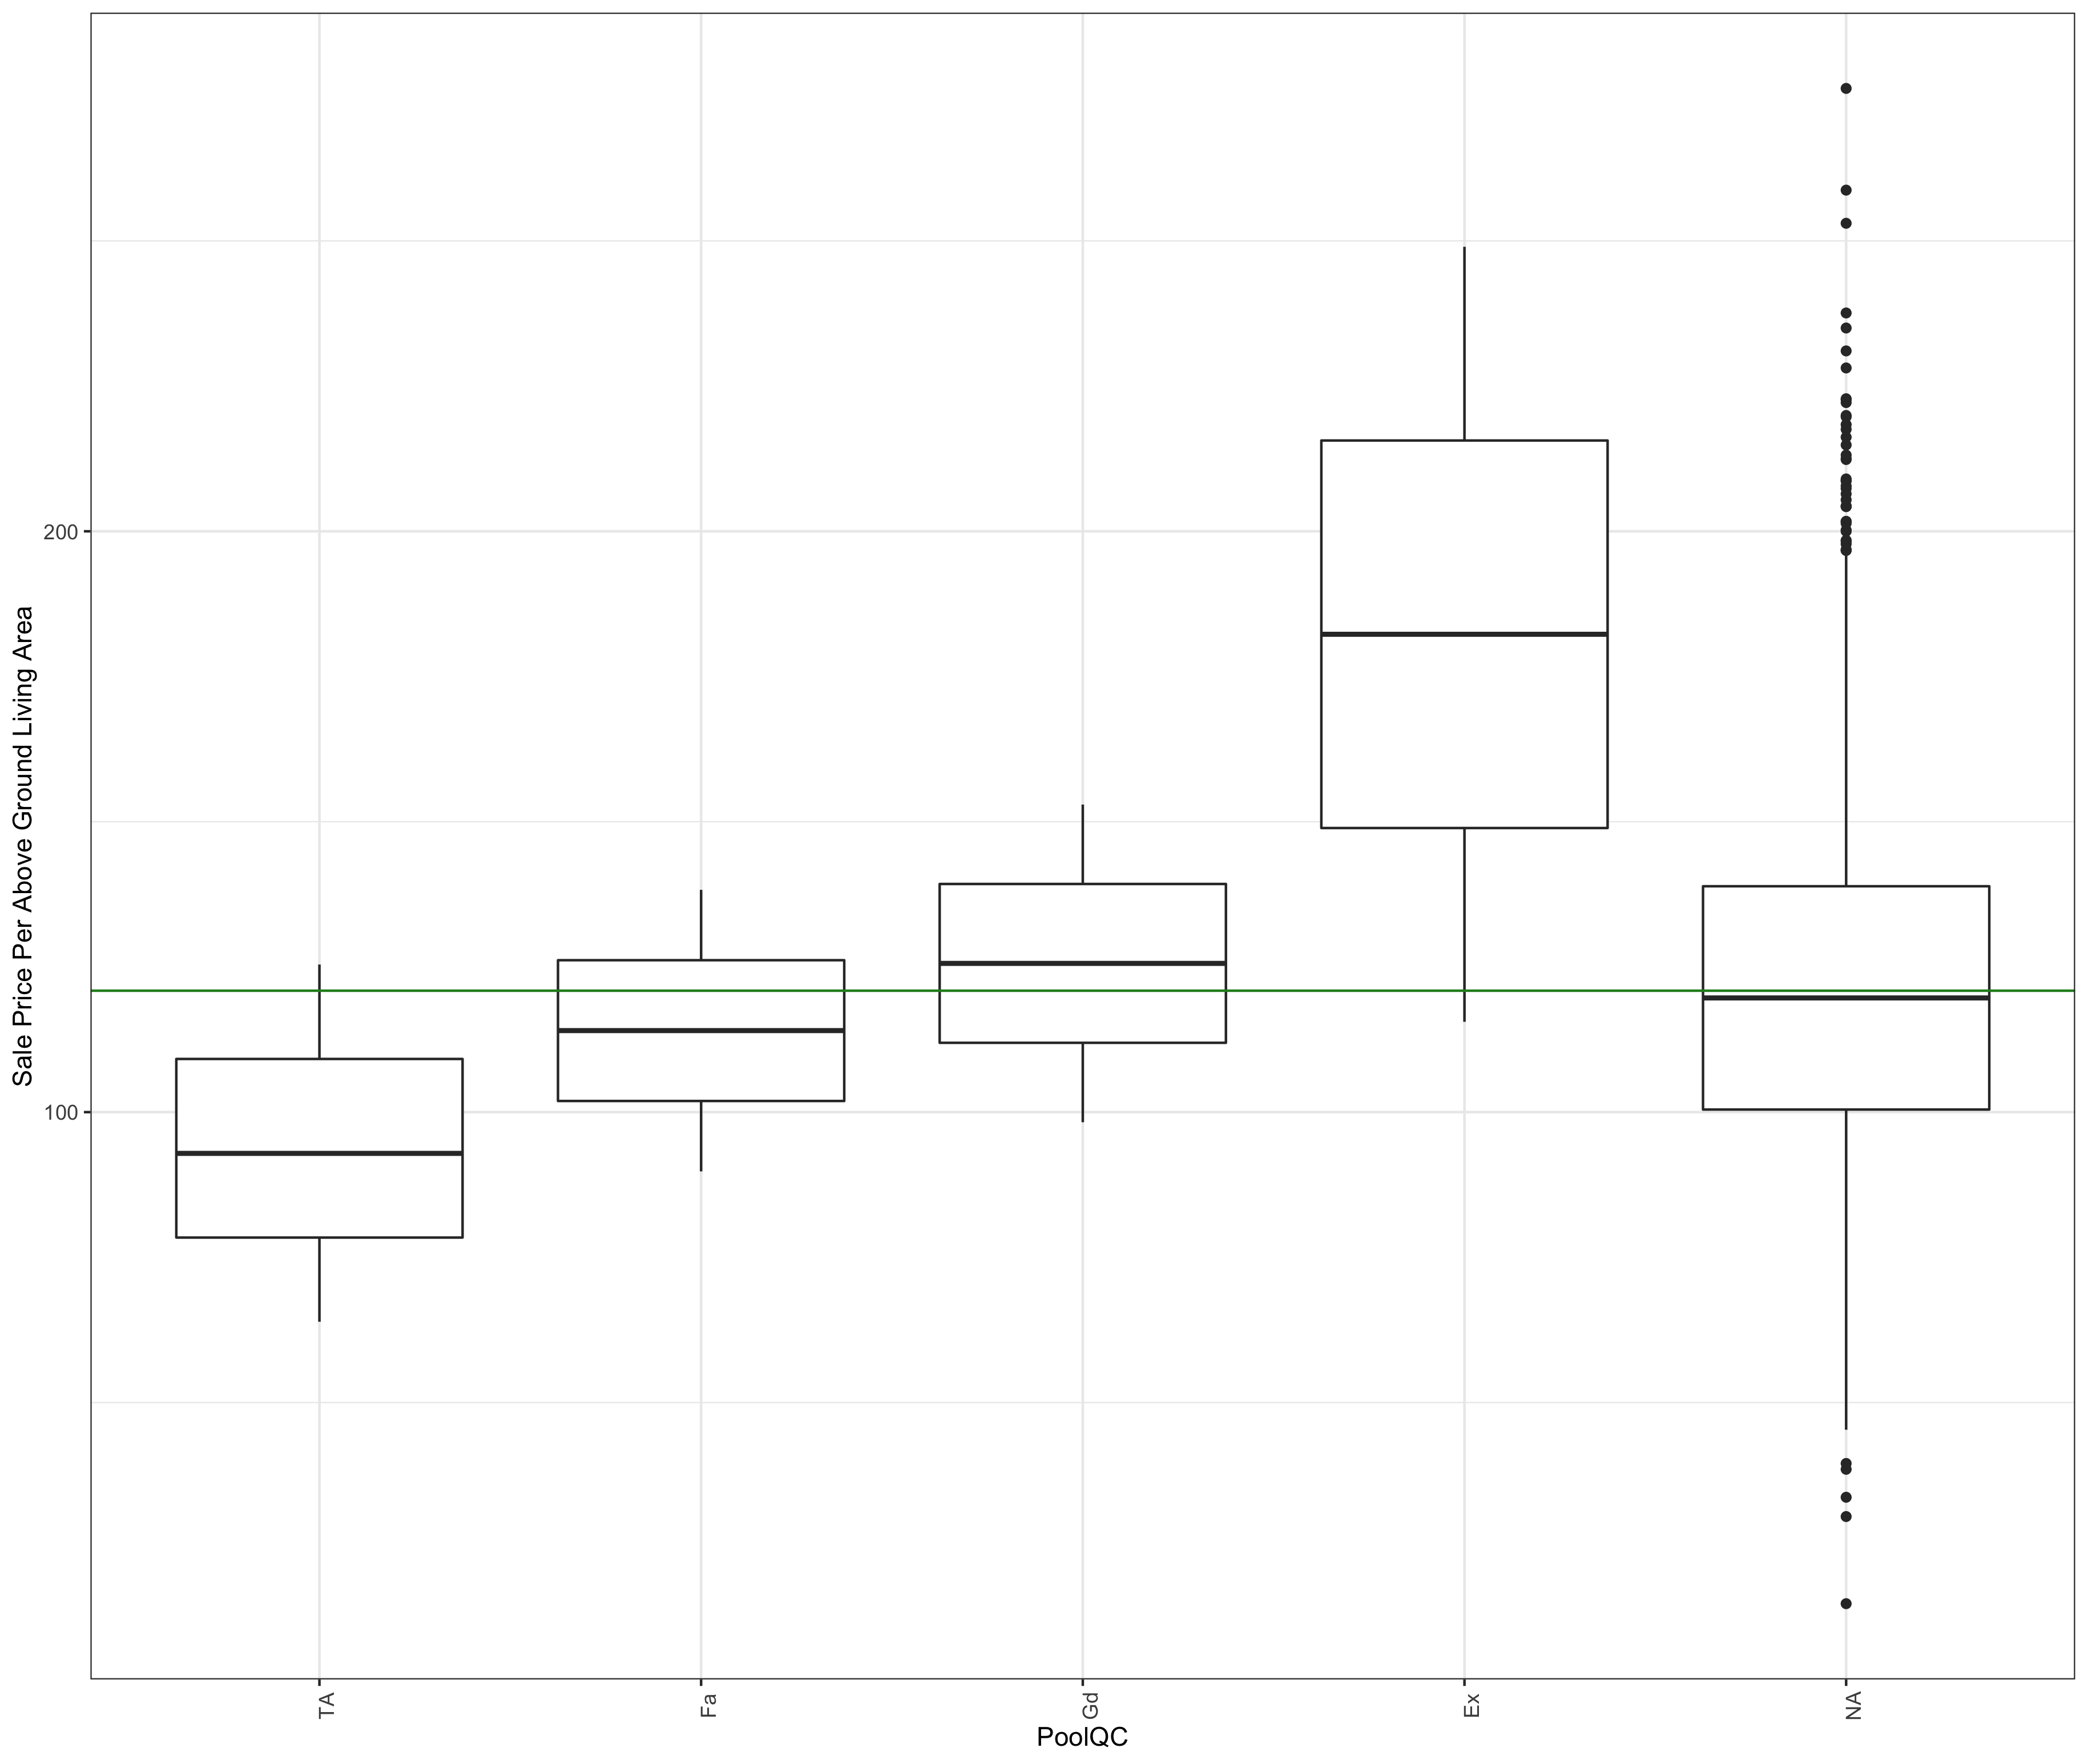 Sale Price Per Above Ground Living Area
200
100
TA
Fa
Gd
Ex
NA
PoolQC